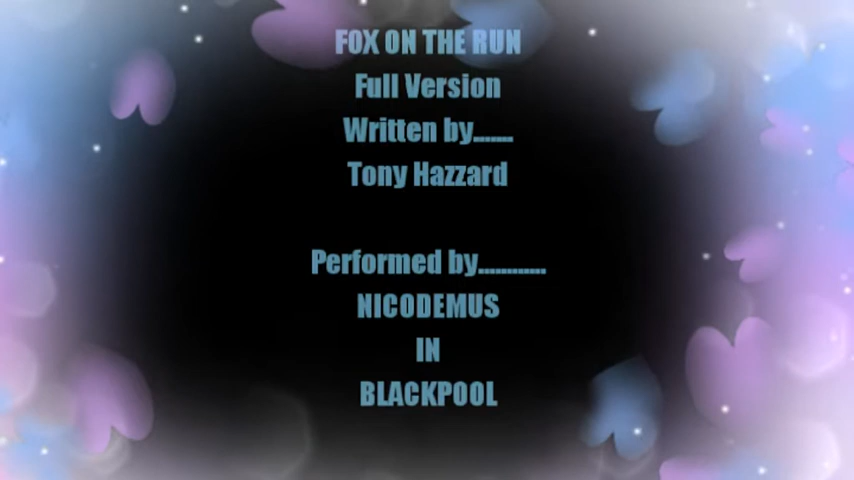 FOX ON THE RUN
Full Version
Written by.......
Tony Hazzard
Performed by............
NICODEMUS
IN
BLACKPOOL